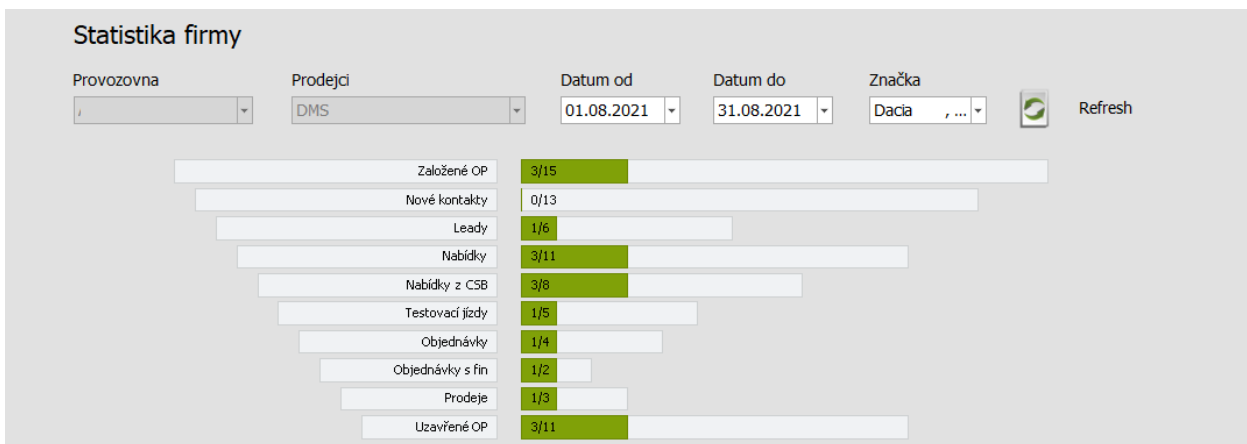 Statistika firmy
Provozovna Prodejci Datum od Datum do Značka
DMS 01.08.2021 31.08.2021 Dacia , ... Refresh
Založené OP 3/15
Nové kontakty 0/13
Leady 1/6
Nabídky 3/11
Nabídky z CSB 3/8
Testovací jízdy 1/5
Objednávky 1/4
Objednávky s fin 1/2
Prodeje 1/3
Uzavřené OP 3/11